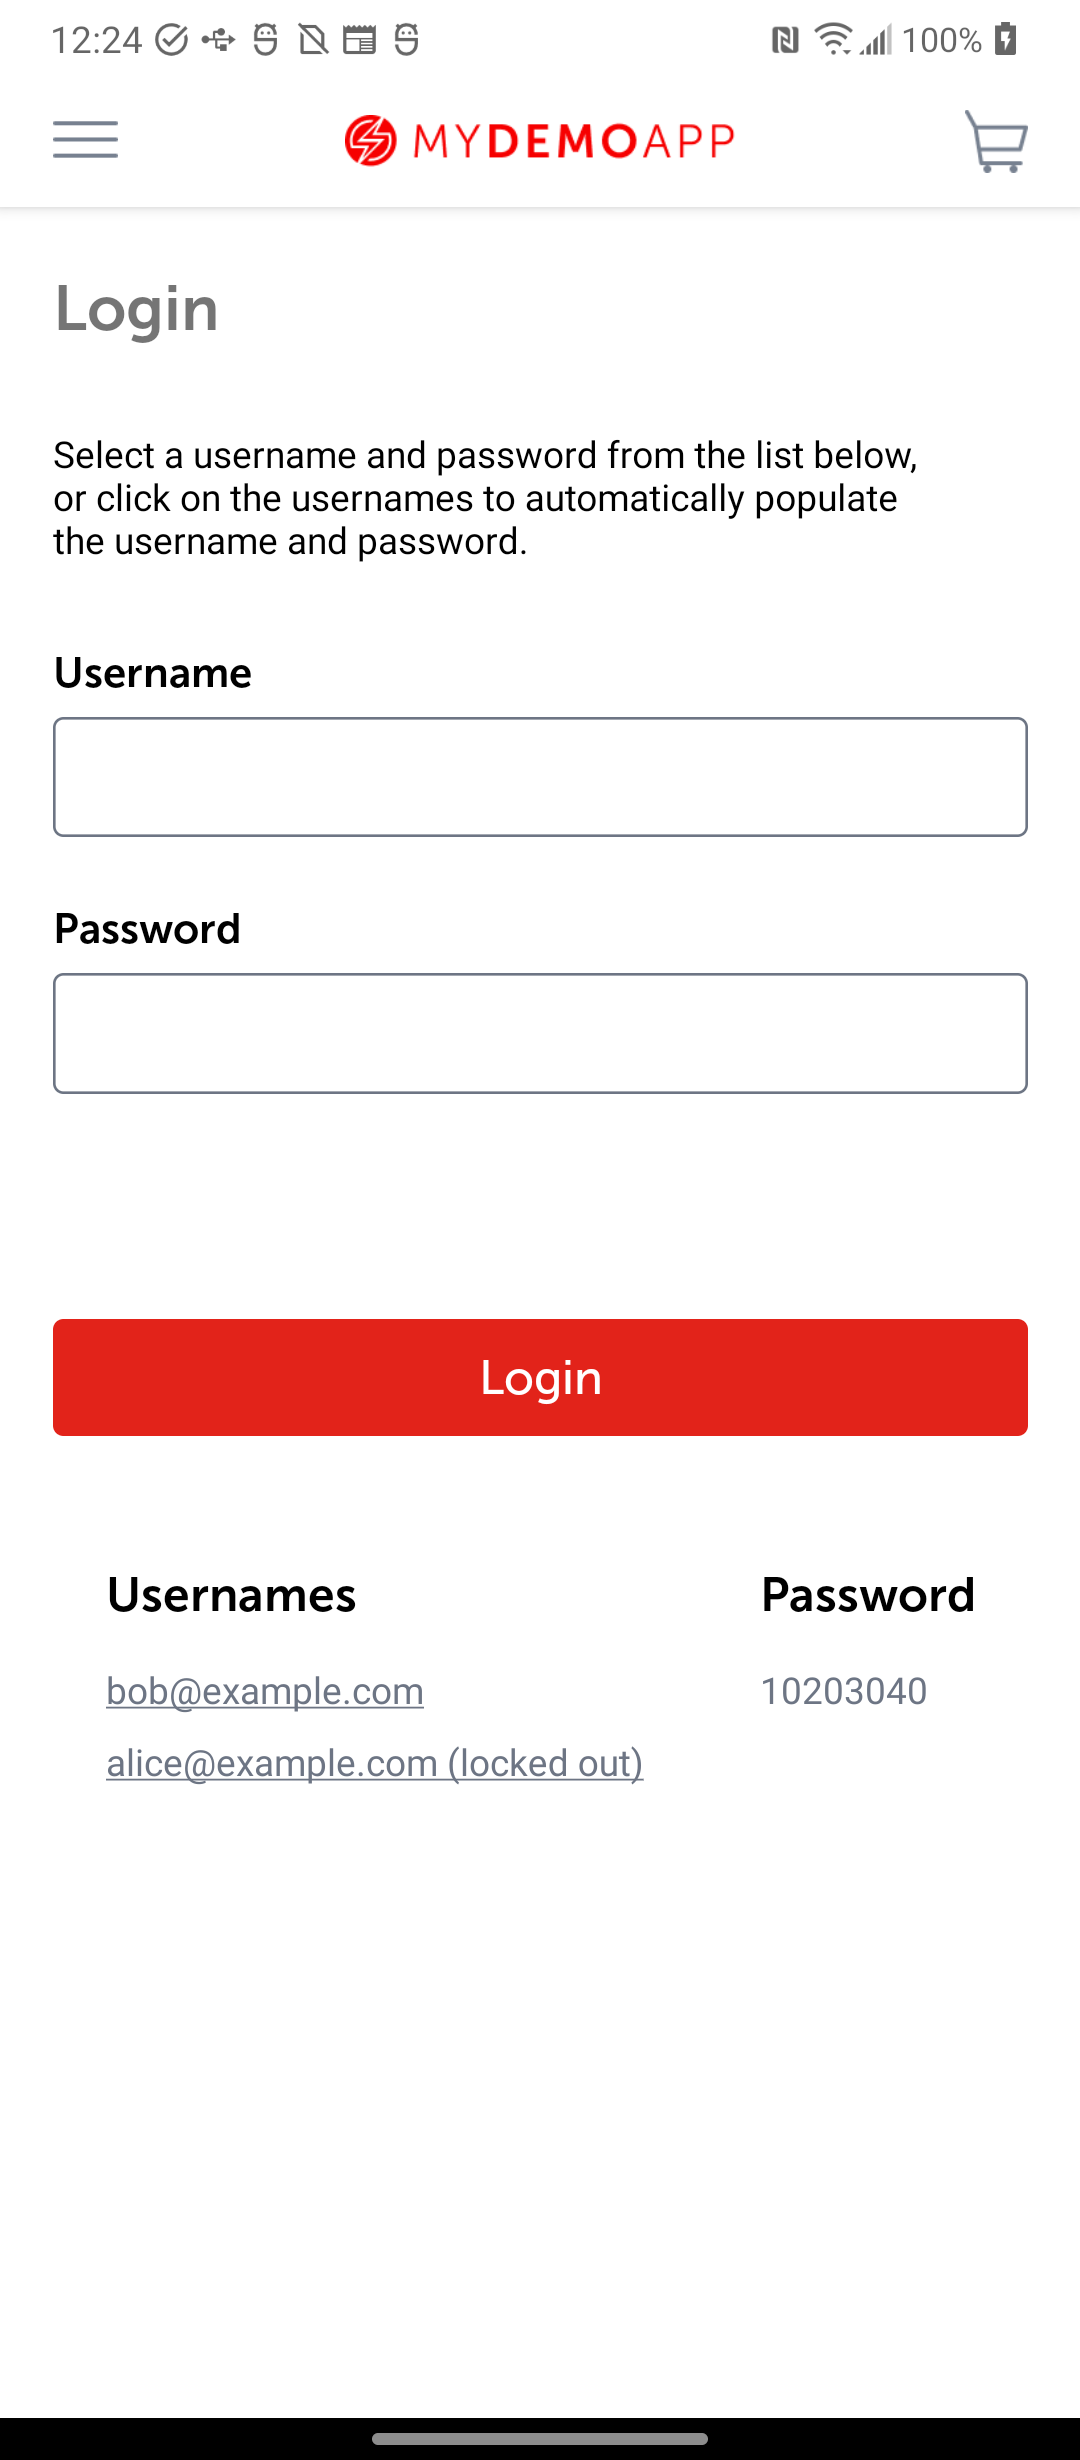 12:24 100%
MYDEMOAPP
Login
Select a username and password from the list below,
or click on the usernames to automatically populate
the username and password.
Username
Password
Login
Usernames Password
bob@example.com 10203040
alice@example.com (locked out)